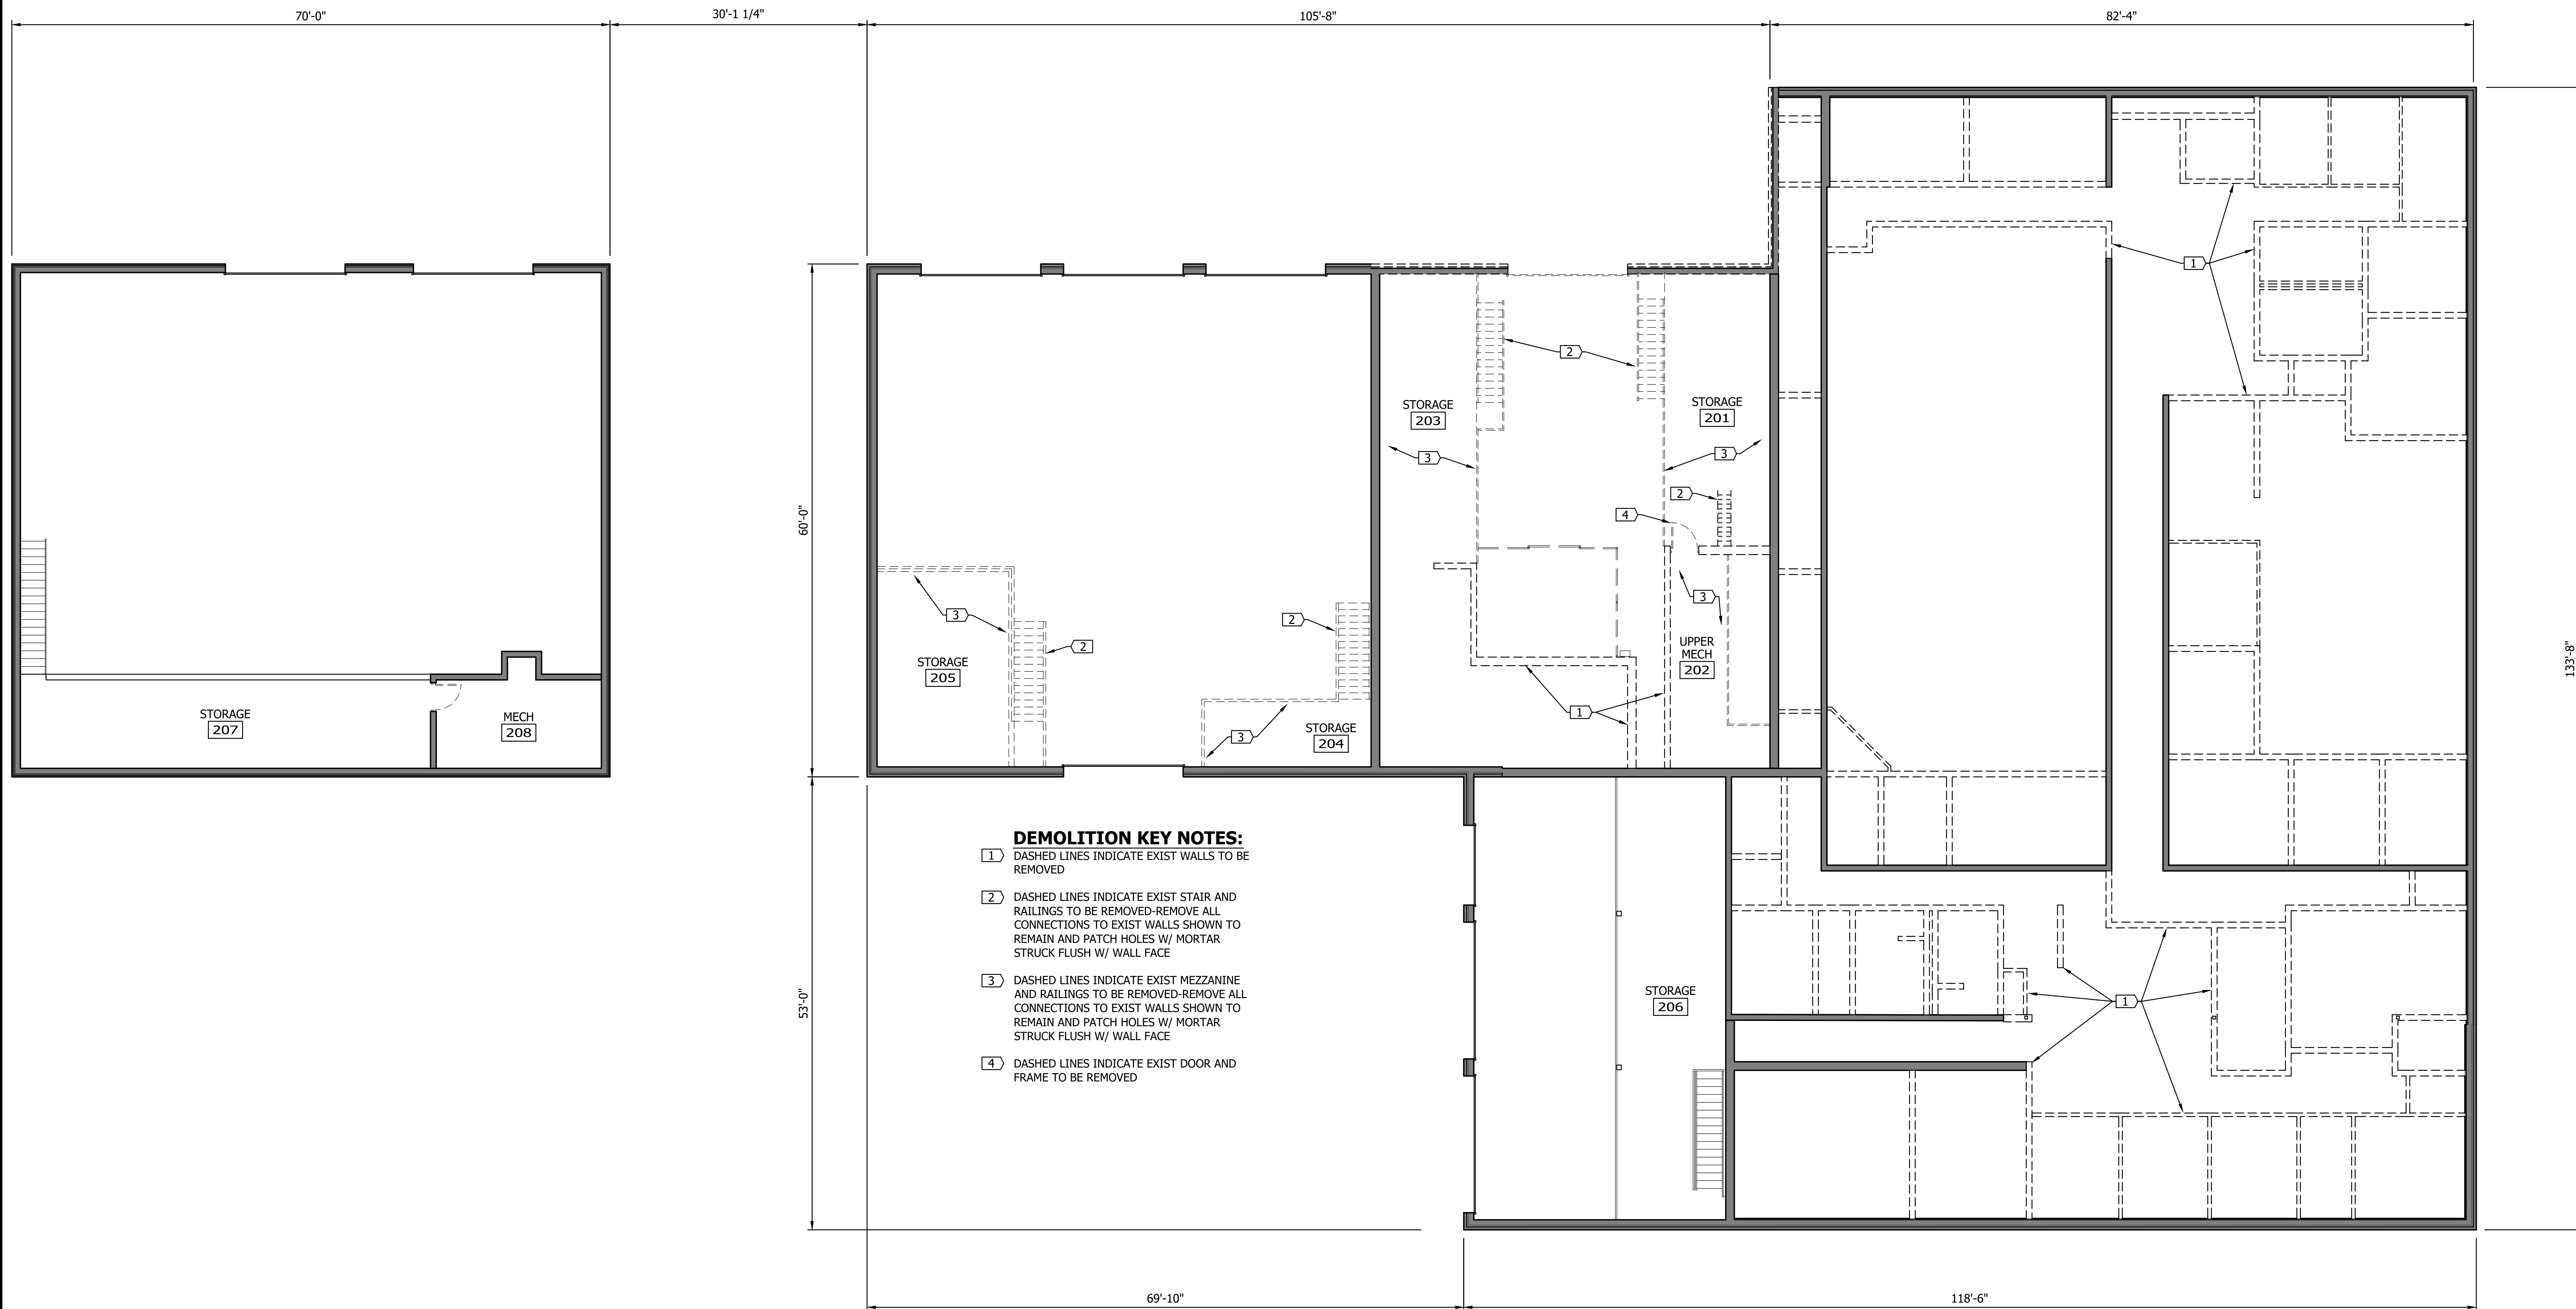 70'-0"
30'-1 1/4"
105'-8"
82'-4"
1
2
STORAGE
203
STORAGE
201
3
3
2
4
60'-0"
3
3
2
2
UPPER
MECH
202
STORAGE
205
STORAGE
207
MECH
208
1
STORAGE
204
3
133'-8"
DEMOLITION KEY NOTES:
1 DASHED LINES INDICATE EXIST WALLS TO BE
REMOVED
2 DASHED LINES INDICATE EXIST STAIR AND
RAILINGS TO BE REMOVED-REMOVE ALL
CONNECTIONS TO EXIST WALLS SHOWN TO
REMAIN AND PATCH HOLES W/ MORTAR
STRUCK FLUSH W/ WALL FACE
3 DASHED LINES INDICATE EXIST MEZZANINE
AND RAILINGS TO BE REMOVED-REMOVE ALL
CONNECTIONS TO EXIST WALLS SHOWN TO
REMAIN AND PATCH HOLES W/ MORTAR
STRUCK FLUSH W/ WALL FACE
4 DASHED LINES INDICATE EXIST DOOR AND
FRAME TO BE REMOVED
53'-0"
STORAGE
206
1
69'-10"
118'-6"